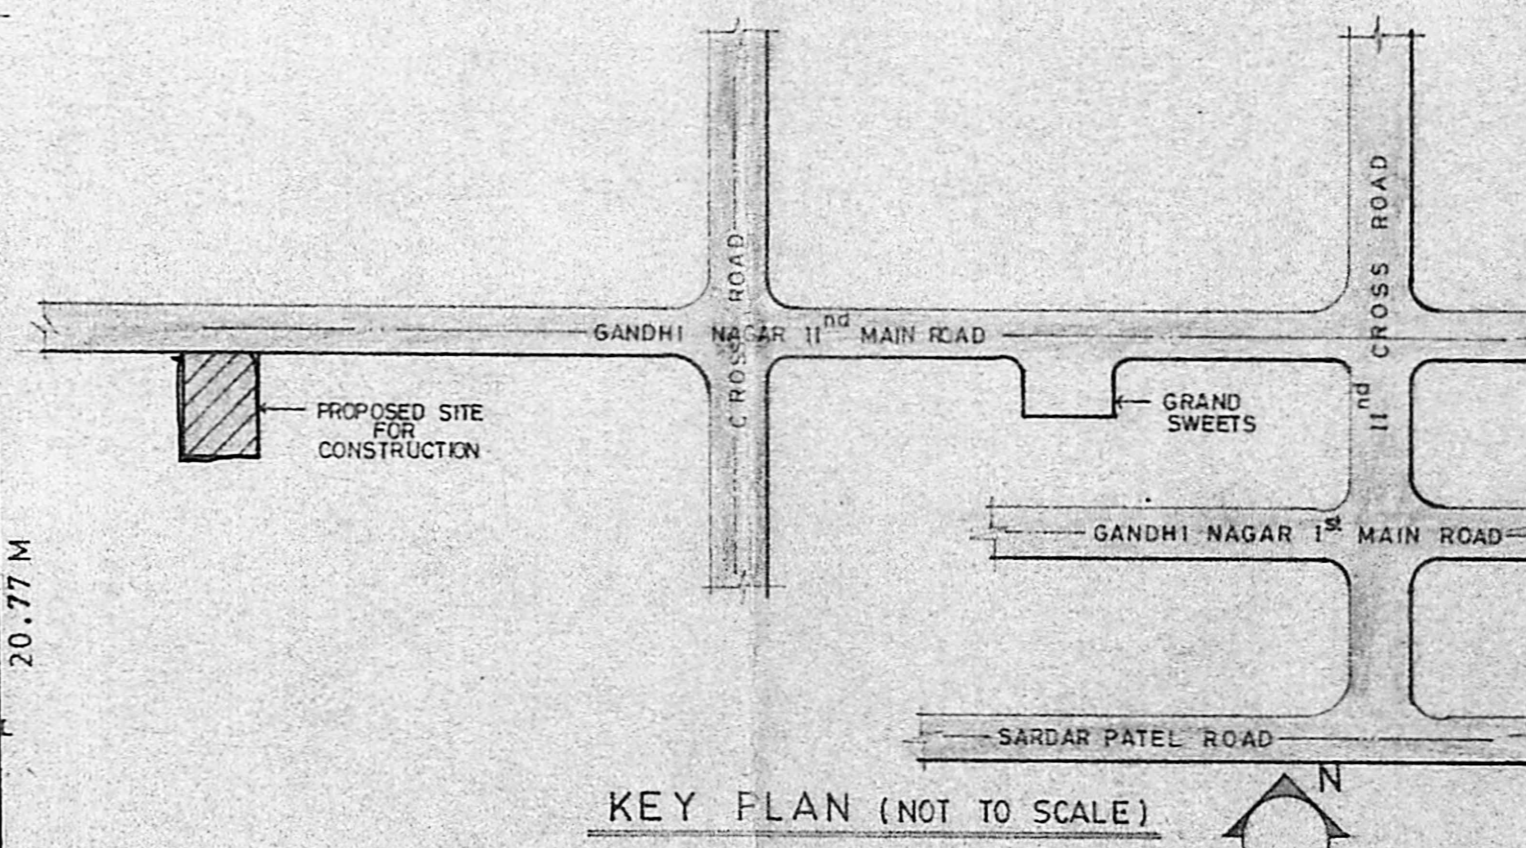 CROSS ROAD
II nd CROSS ROAD
GANDHI NAGAR II nd MAIN ROAD
PROPOSED SITE
FOR
CONSTRUCTION
GRAND
SWEETS
GANDHI NAGAR 1st MAIN ROAD
20.77 M
SARDAR PATEL ROAD
N
KEY PLAN (NOT TO SCALE)